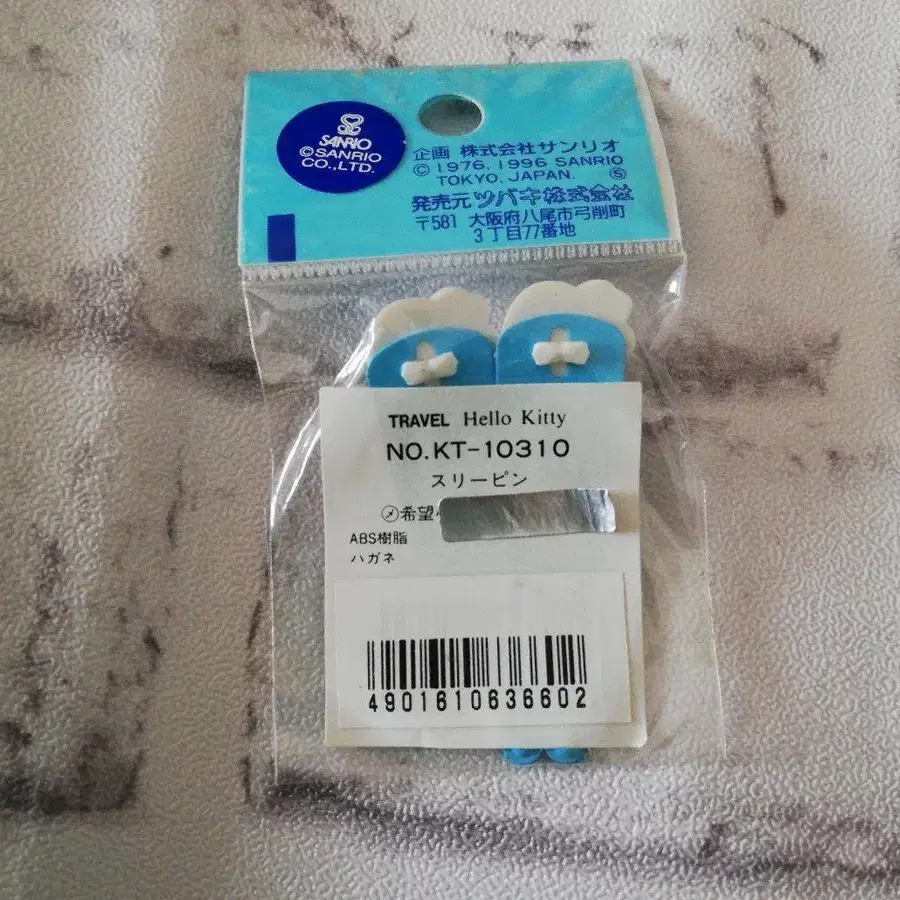 SANRIO
©SANRIO
CO.,LTD.
企画 株式会社サンリオ
©1976,1996 SANRIO
TOKYO, JAPAN. Ⓢ
発売元 ツバキ株式会社
〒581 大阪府八尾市弓削町
3丁目77番地
TRAVEL Hello Kitty
NO.KT-10310
スリーピン
㋱希望
ABS樹脂
ハガネ
4901610636602